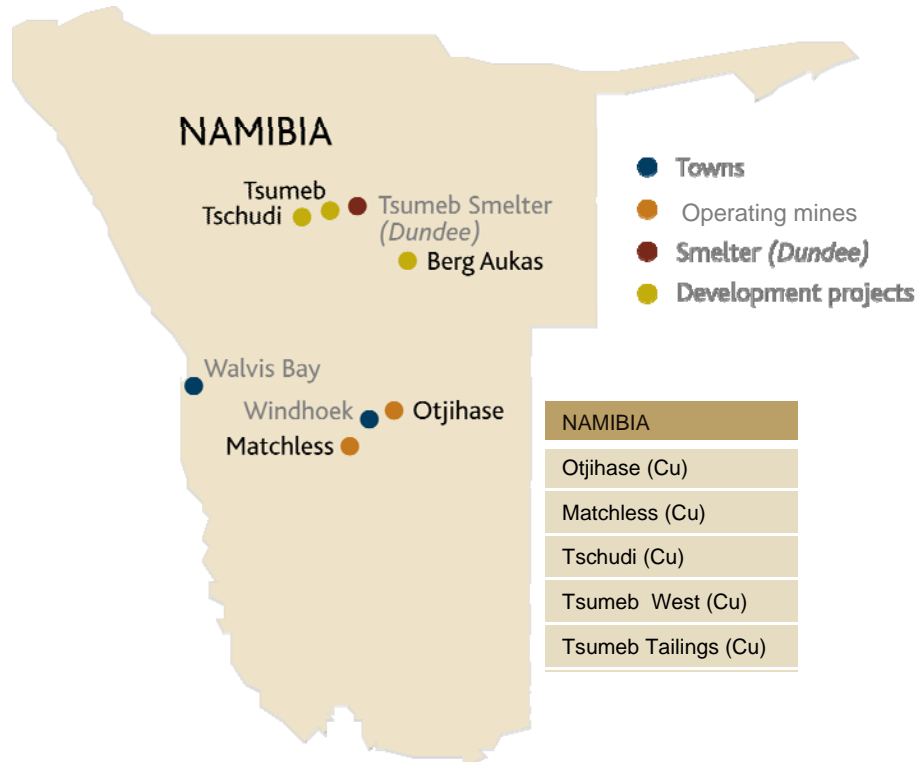 NAMIBIA
Tsumeb
Tschudi
Tsumeb Smelter
(Dundee)
Berg Aukas
Walvis Bay
Windhoek
Otjihase
Matchless
Towns
Operating mines
Smelter (Dundee)
Development projects
NAMIBIA
Otjihase (Cu)
Matchless (Cu)
Tschudi (Cu)
Tsumeb West (Cu)
Tsumeb Tailings (Cu)